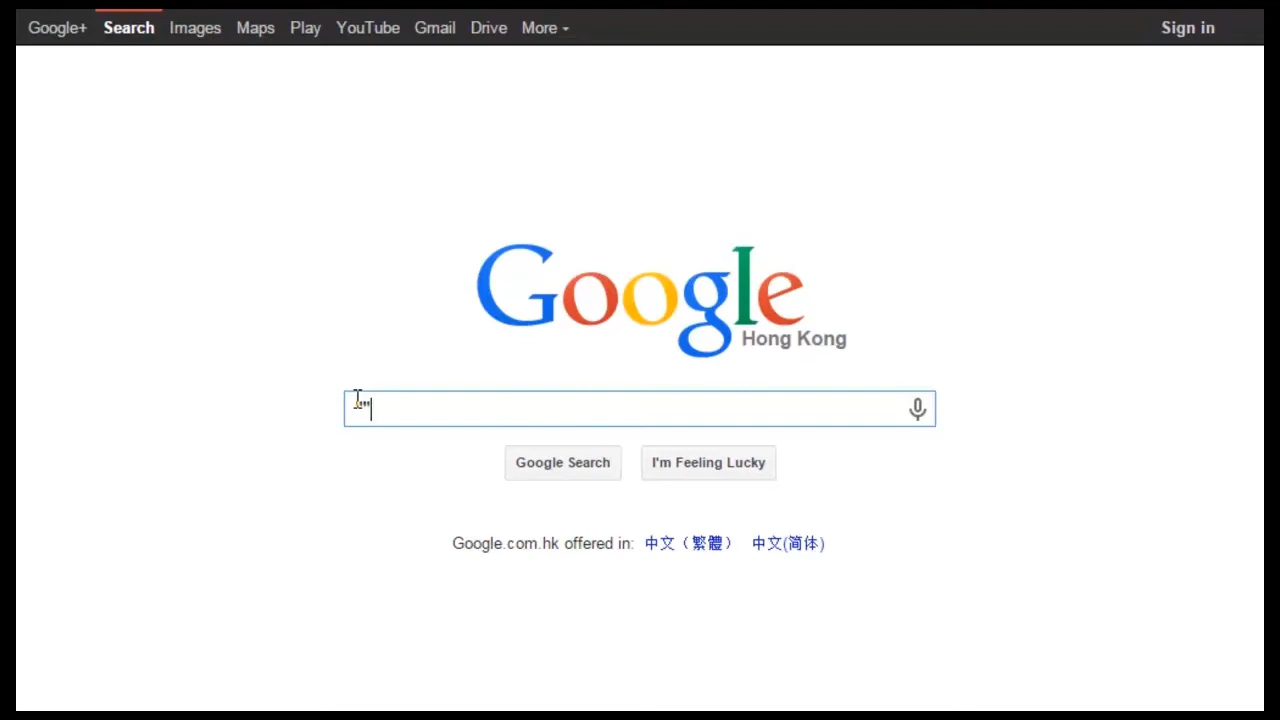 Google+ Search Images Maps Play YouTube Gmail Drive More Sign in
Google
Hong Kong
""
Google Search I'm Feeling Lucky
Google.com.hk offered in: 中文（繁體） 中文(简体)